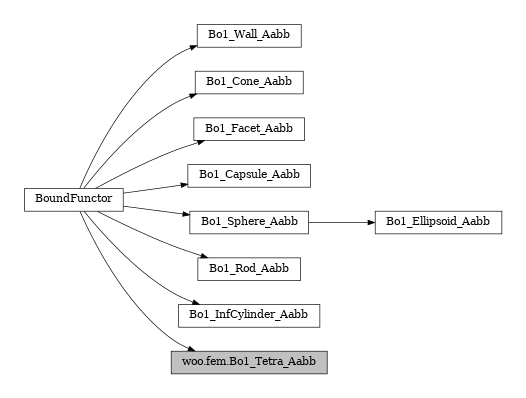 Bo1_Wall_Aabb
Bo1_Cone_Aabb
Bo1_Facet_Aabb
Bo1_Capsule_Aabb
BoundFunctor
Bo1_Sphere_Aabb
Bo1_Ellipsoid_Aabb
Bo1_Rod_Aabb
Bo1_InfCylinder_Aabb
woo.fem.Bo1_Tetra_Aabb